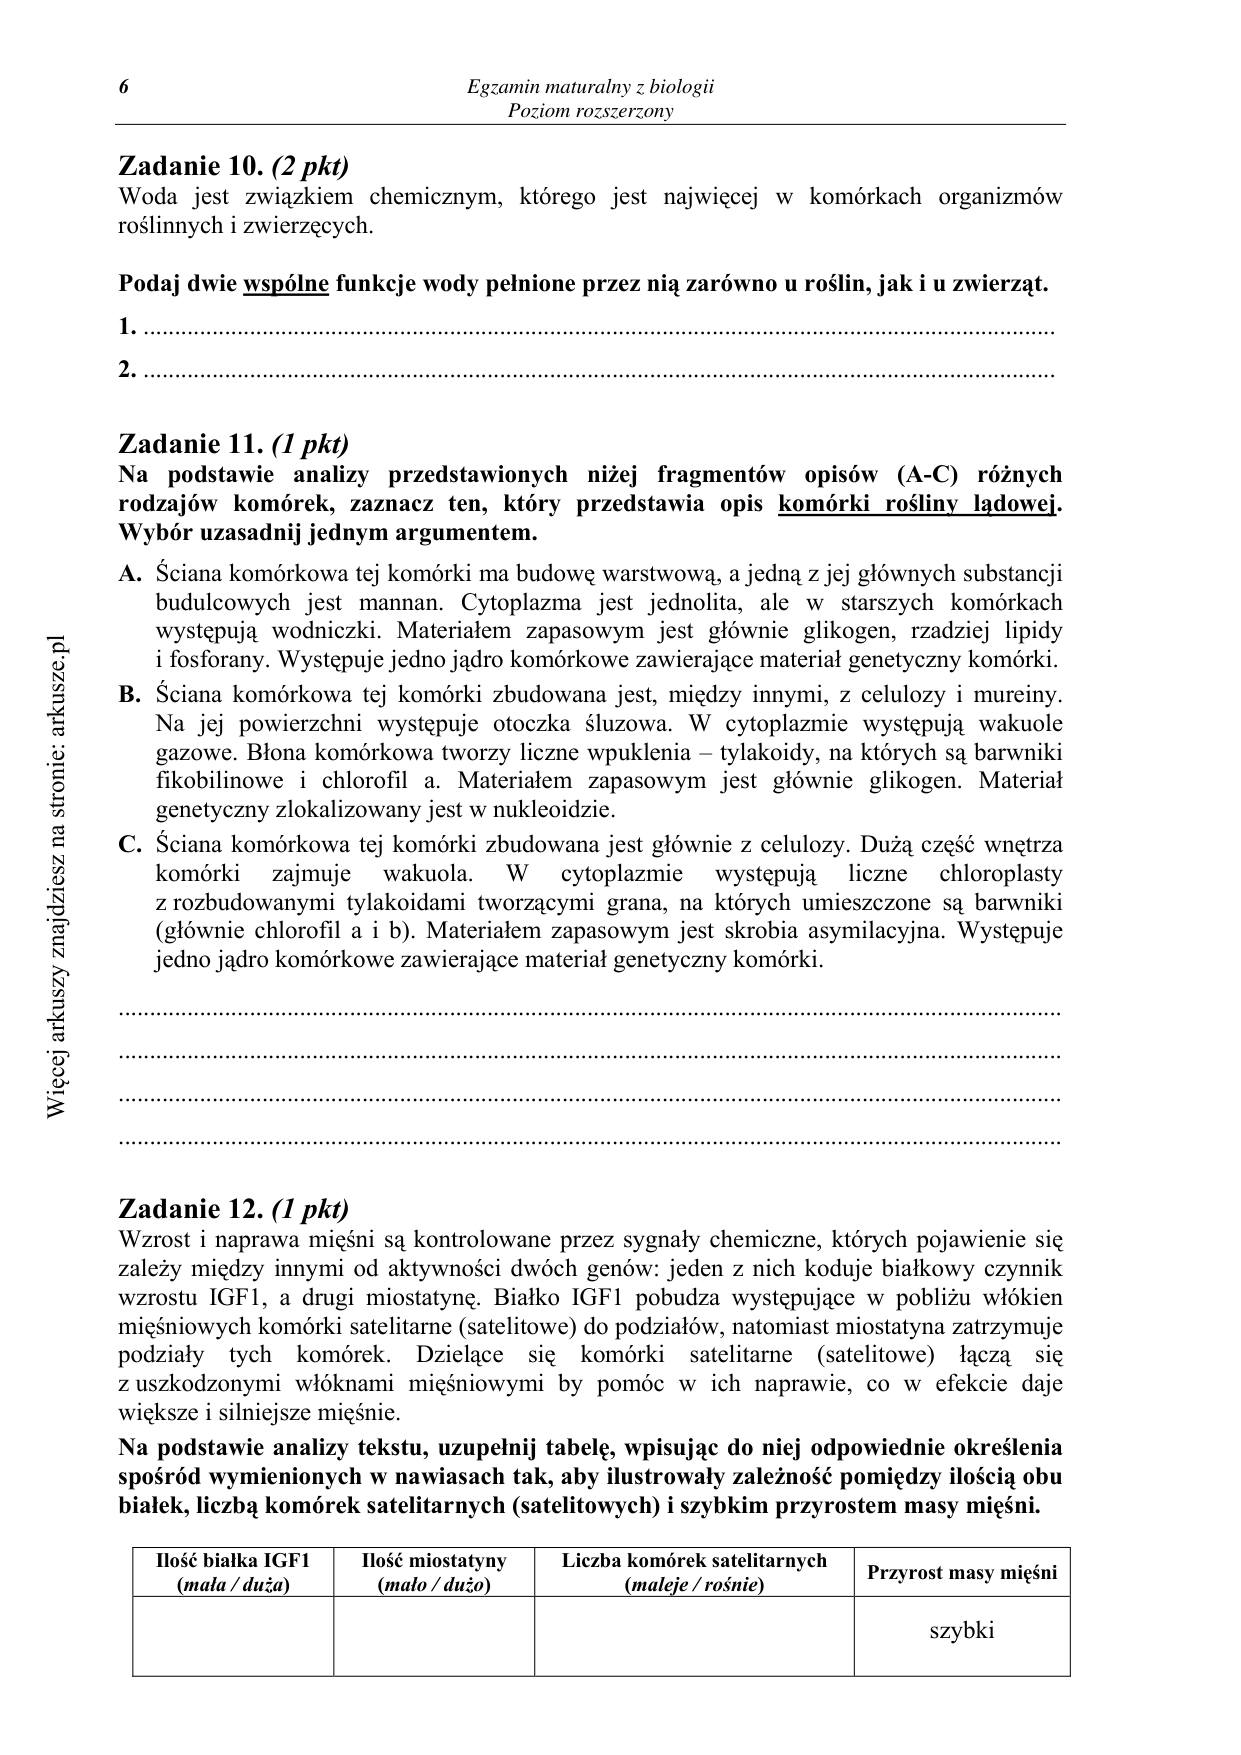 6
Egzamin maturalny z biologii
Poziom rozszerzony
Zadanie 10. (2 pkt)
Woda jest związkiem chemicznym, którego jest najwięcej w komórkach organizmów
roślinnych i zwierzęcych.
Podaj dwie wspólne funkcje wody pełnione przez nią zarówno u roślin, jak i u zwierząt.
1. ....................................................................................................................................................
2. ....................................................................................................................................................
Zadanie 11. (1 pkt)
Na podstawie analizy przedstawionych niżej fragmentów opisów (A-C) różnych
rodzajów komórek, zaznacz ten, który przedstawia opis komórki rośliny lądowej.
Wybór uzasadnij jednym argumentem.
A. Ściana komórkowa tej komórki ma budowę warstwową, a jedną z jej głównych substancji
budulcowych jest mannan. Cytoplazma jest jednolita, ale w starszych komórkach
występują wodniczki. Materiałem zapasowym jest głównie glikogen, rzadziej lipidy
i fosforany. Występuje jedno jądro komórkowe zawierające materiał genetyczny komórki.
B. Ściana komórkowa tej komórki zbudowana jest, między innymi, z celulozy i mureiny.
Na jej powierzchni występuje otoczka śluzowa. W cytoplazmie występują wakuole
gazowe. Błona komórkowa tworzy liczne wpuklenia – tylakoidy, na których są barwniki
fikobilinowe i chlorofil a. Materiałem zapasowym jest głównie glikogen. Materiał
genetyczny zlokalizowany jest w nukleoidzie.
C. Ściana komórkowa tej komórki zbudowana jest głównie z celulozy. Dużą część wnętrza
komórki zajmuje wakuola. W cytoplazmie występują liczne chloroplasty
z rozbudowanymi tylakoidami tworzącymi grana, na których umieszczone są barwniki
(głównie chlorofil a i b). Materiałem zapasowym jest skrobia asymilacyjna. Występuje
jedno jądro komórkowe zawierające materiał genetyczny komórki.
.........................................................................................................................................................
.........................................................................................................................................................
.........................................................................................................................................................
.........................................................................................................................................................
Zadanie 12. (1 pkt)
Wzrost i naprawa mięśni są kontrolowane przez sygnały chemiczne, których pojawienie się
zależy między innymi od aktywności dwóch genów: jeden z nich koduje białkowy czynnik
wzrostu IGF1, a drugi miostatynę. Białko IGF1 pobudza występujące w pobliżu włókien
mięśniowych komórki satelitarne (satelitowe) do podziałów, natomiast miostatyna zatrzymuje
podziały tych komórek. Dzielące się komórki satelitarne (satelitowe) łączą się
z uszkodzonymi włóknami mięśniowymi by pomóc w ich naprawie, co w efekcie daje
większe i silniejsze mięśnie.
Na podstawie analizy tekstu, uzupełnij tabelę, wpisując do niej odpowiednie określenia
spośród wymienionych w nawiasach tak, aby ilustrowały zależność pomiędzy ilością obu
białek, liczbą komórek satelitarnych (satelitowych) i szybkim przyrostem masy mięśni.
Ilość białka IGF1
(mała / duża)
Ilość miostatyny
(mało / dużo)
Liczba komórek satelitarnych
(maleje / rośnie)
Przyrost masy mięśni
szybki
Więcej arkuszy znajdziesz na stronie: arkusze.pl